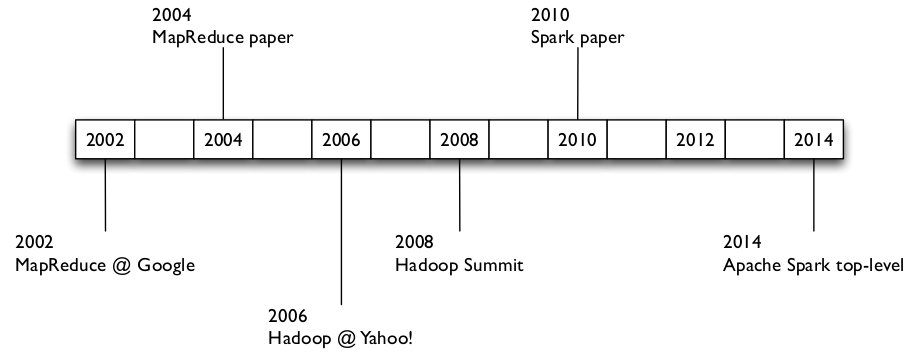 2004
MapReduce paper
2010
Spark paper
2002
2004
2006
2008
2010
2012
2014
2002
MapReduce @ Google
2008
Hadoop Summit
2014
Apache Spark top-level
2006
Hadoop @ Yahoo!